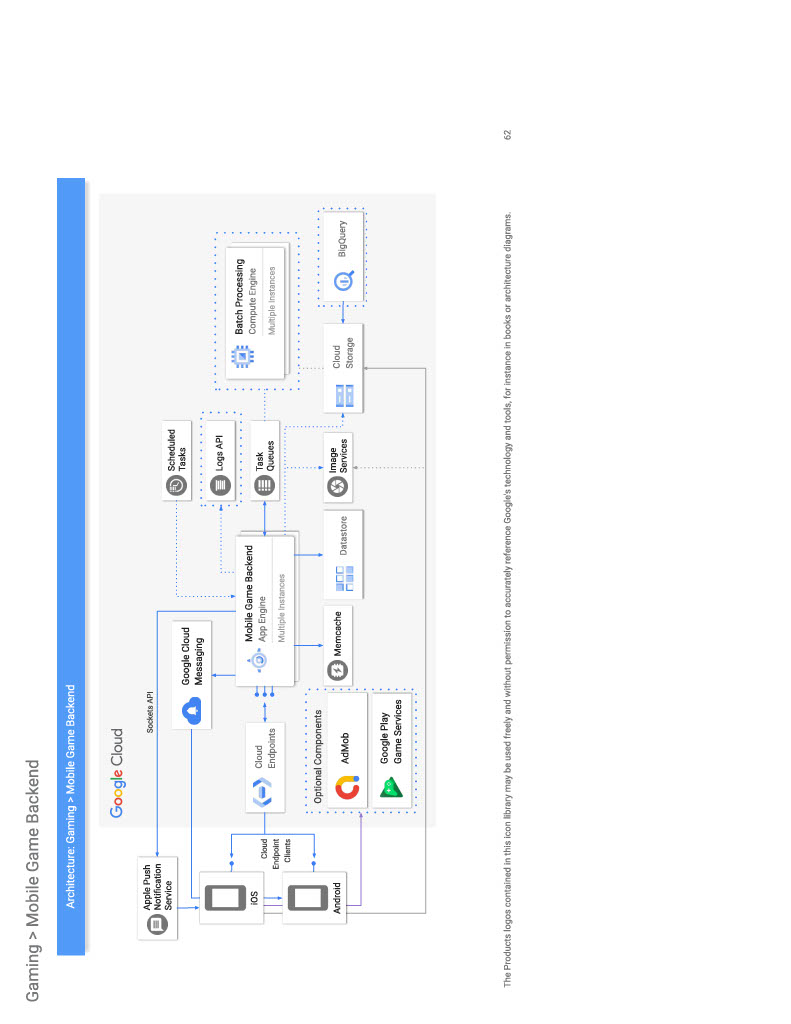 Gaming > Mobile Game Backend
Architecture: Gaming > Mobile Game Backend
Google Cloud
Apple Push
Notification
Service
Sockets API
Google Cloud
Messaging
Scheduled
Tasks
Logs API
Batch Processing
Compute Engine
Multiple Instances
iOS
Cloud
Endpoint
Clients
Cloud
Endpoints
Mobile Game Backend
App Engine
Multiple Instances
Task
Queues
Android
Optional Components
AdMob
Google Play
Game Services
Memcache
Datastore
Image
Services
Cloud
Storage
BigQuery
The Products logos contained in this icon library may be used freely and without permission to accurately reference Google's technology and tools, for instance in books or architecture diagrams.
62